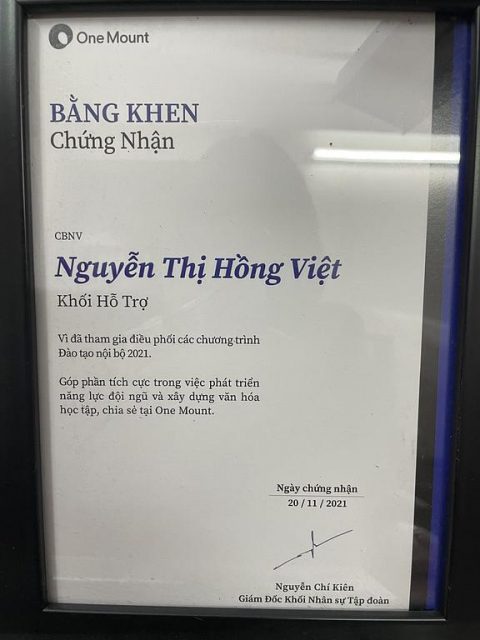 One Mount
BẰNG KHEN
Chứng Nhận
CBNV
Nguyễn Thị Hồng Việt
Khối Hỗ Trợ
Vì đã tham gia điều phối các chương trình
Đào tạo nội bộ 2021.
Góp phần tích cực trong việc phát triển
năng lực đội ngũ và xây dựng văn hóa
học tập, chia sẻ tại One Mount.
Ngày chứng nhận
20 / 11 / 2021
Nguyễn Chí Kiên
Giám Đốc Khối Nhân sự Tập đoàn